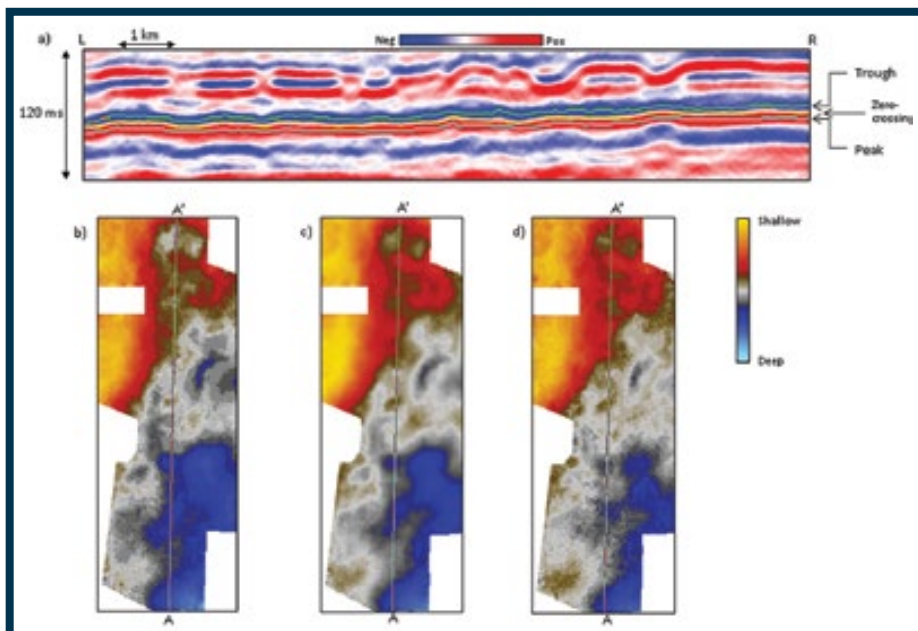 a)
L
1 km
Neg
Pos
R
120 ms
Trough
Zero-
crossing
Peak
b)
A'
c)
A'
d)
A'
Shallow
Deep
A
A